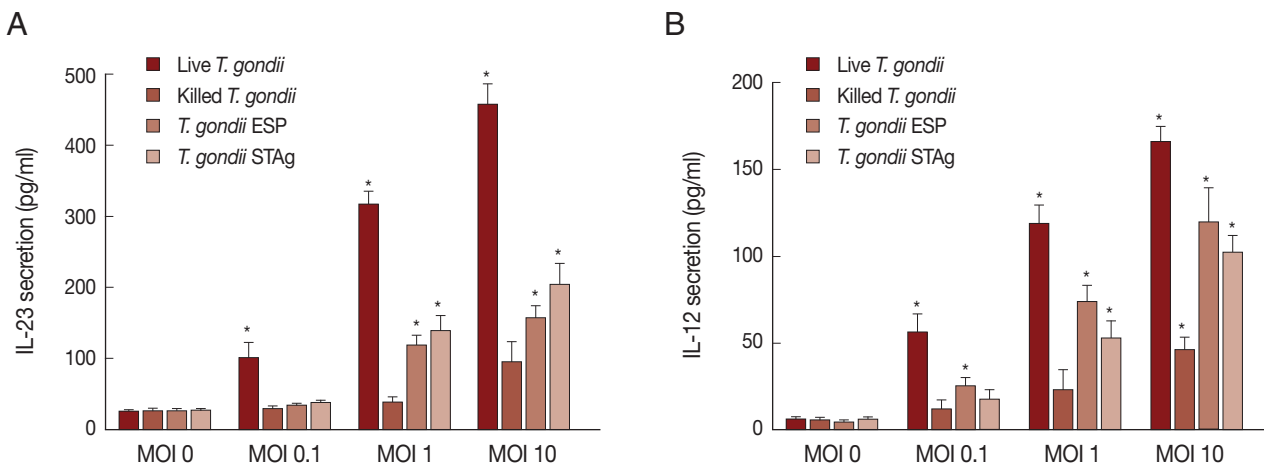 A
Live T. gondii
Killed T. gondii
T. gondii ESP
T. gondii STAg
IL-23 secretion (pg/ml)
500
400
300
200
100
0
* * * * * * *
MOI 0 MOI 0.1 MOI 1 MOI 10
B
Live T. gondii
Killed T. gondii
T. gondii ESP
T. gondii STAg
IL-12 secretion (pg/ml)
200
150
100
50
0
* * * * * * * * *
MOI 0 MOI 0.1 MOI 1 MOI 10